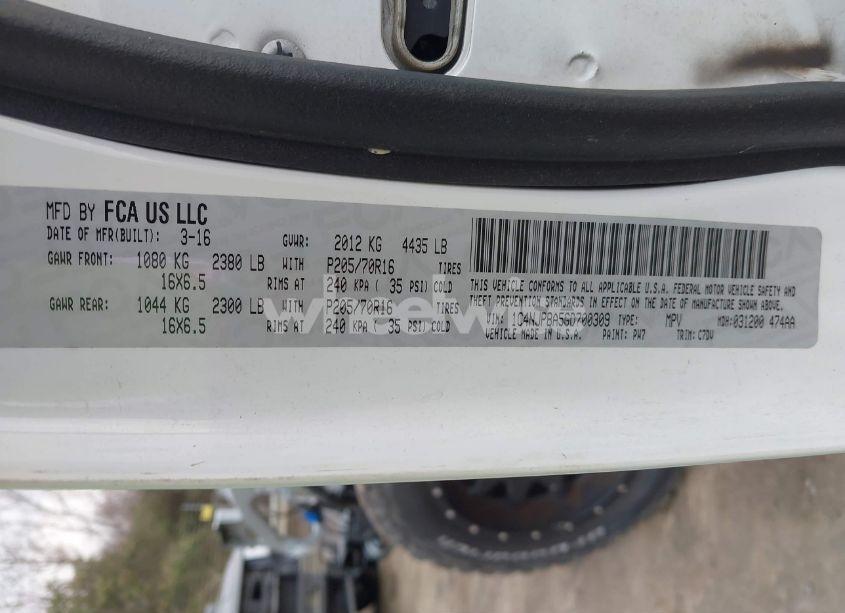 MFD BY FCA US LLC
DATE OF MFR(BUILT): 3-16 GVWR: 2012 KG 4435 LB
GAWR FRONT: 1080 KG 2380 LB WITH P205/70R16 TIRES
16X6.5 RIMS AT 240 KPA ( 35 PSI) COLD
GAWR REAR: 1044 KG 2300 LB WITH P205/70R16 TIRES
16X6.5 RIMS AT 240 KPA ( 35 PSI) COLD
THIS VEHICLE CONFORMS TO ALL APPLICABLE U.S.A. FEDERAL MOTOR VEHICLE SAFETY AND
THEFT PREVENTION STANDARDS IN EFFECT ON THE DATE OF MANUFACTURE SHOWN ABOVE.
VIN: 1C4NJPBA5GD700309 TYPE: MPV MDH: 031200 474AA
VEHICLE MADE IN U.S.A. PAINT: PW7 TRIM: C7DV